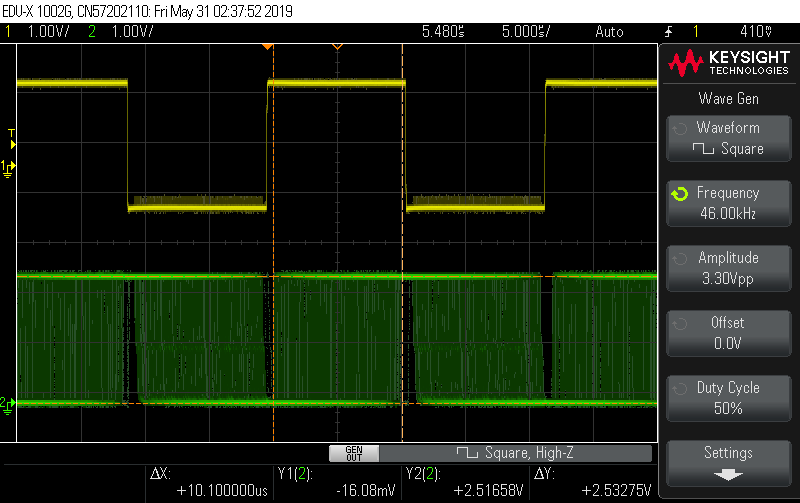 EDU-X 1002G, CN57202110: Fri May 31 02:37:52 2019
1 1.00V/ 2 1.00V/ 5.480s 5.000s/ Auto 1 410mV
KEYSIGHT
TECHNOLOGIES
Wave Gen
Waveform
Square
Frequency
46.00kHz
Amplitude
3.30Vpp
Offset
0.0V
Duty Cycle
50%
Settings
T
1
2
GEN
OUT
Square, High-Z
ΔX:
+10.100000us
Y1(2):
-16.08mV
Y2(2):
+2.51658V
ΔY:
+2.53275V